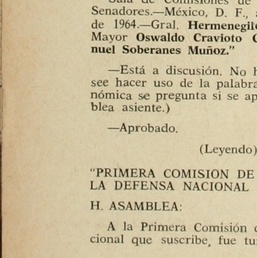 Sala de Comisiones de
Senadores.—México, D. F.,
de 1964.—Gral. Hermenegild
Mayor Oswaldo Cravioto C
nuel Soberanes Muñoz."
—Está a discusión. No h
see hacer uso de la palabra
nómica se pregunta si se ap
blea asiente.)
—Aprobado.
(Leyendo)
"PRIMERA COMISION DE
LA DEFENSA NACIONAL
H. ASAMBLEA:
A la Primera Comisión d
cional que suscribe, fue tu